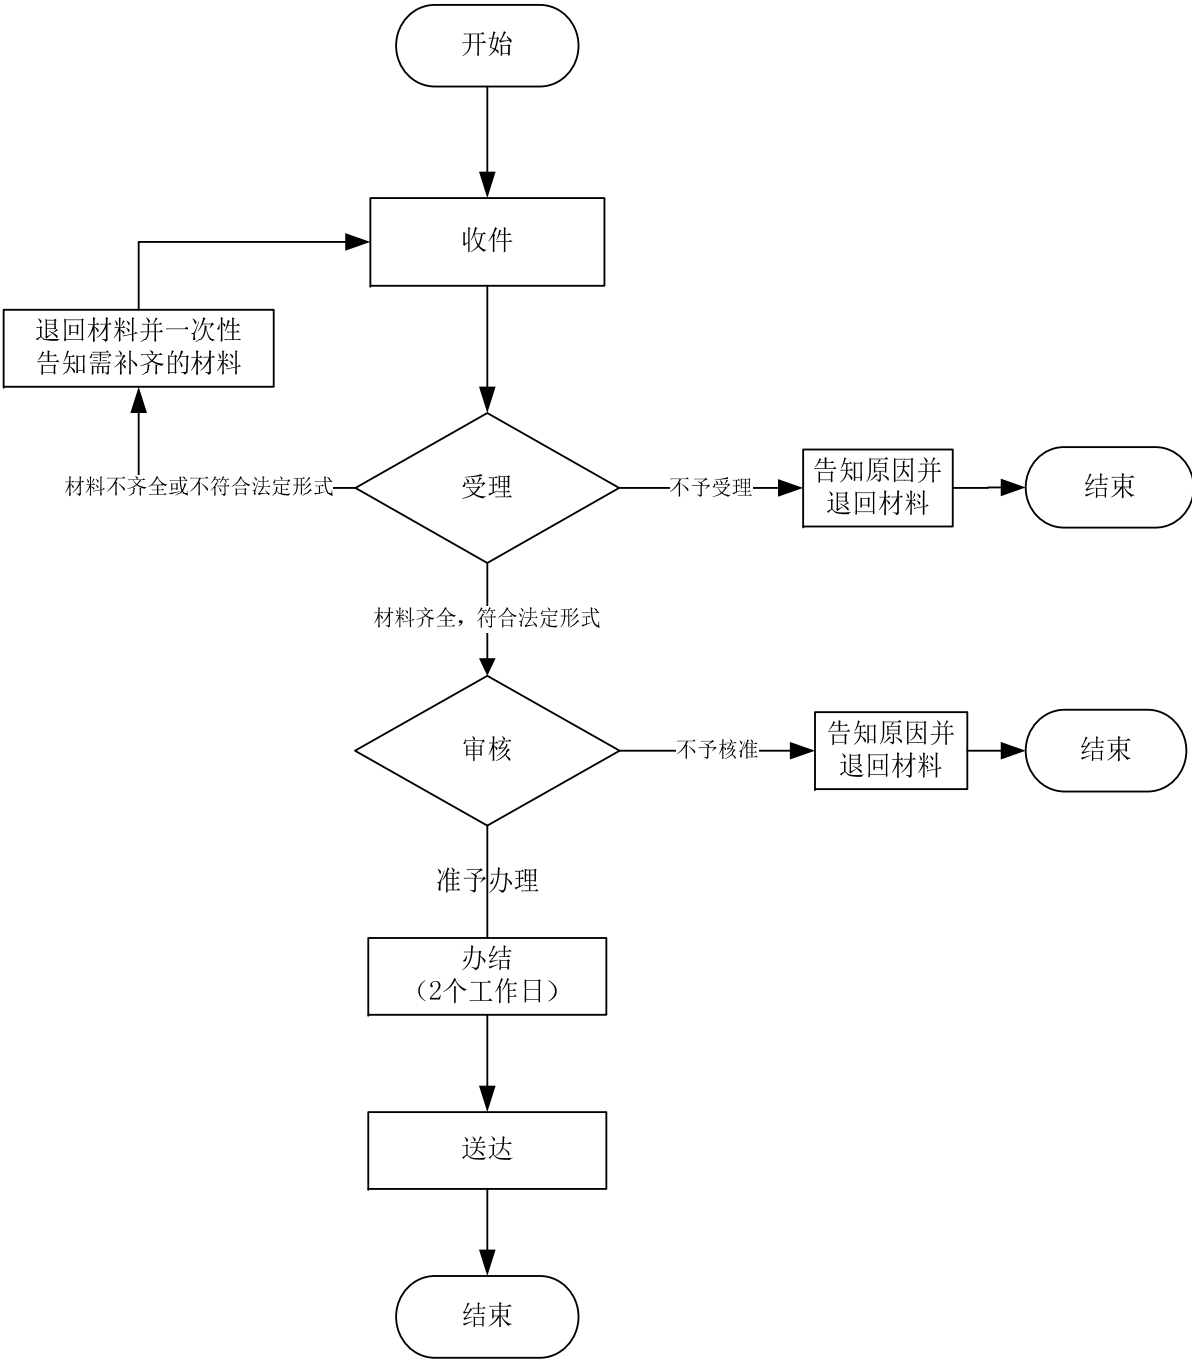 开始
收件
退回材料并一次性
告知需补齐的材料
材料不齐全或不符合法定形式
受理
不予受理
告知原因并
退回材料
结束
材料齐全，符合法定形式
审核
不予核准
告知原因并
退回材料
结束
准予办理
办结
（2个工作日）
送达
结束